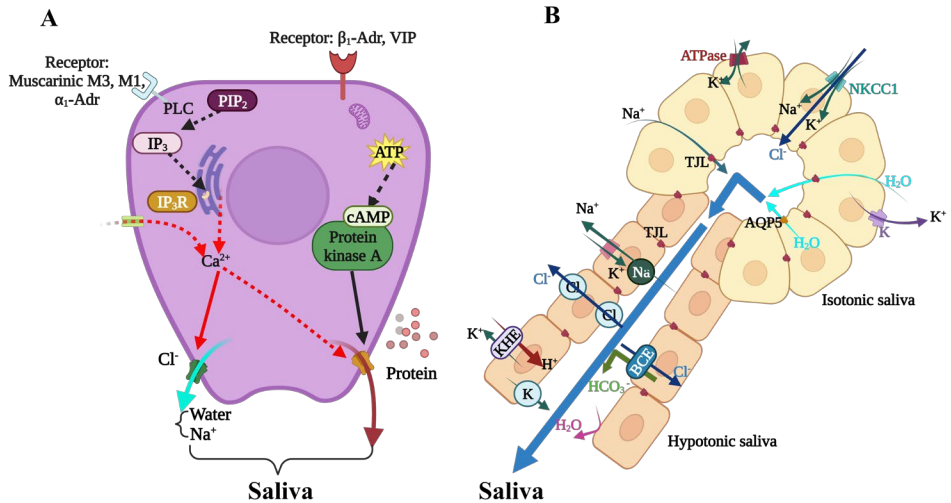 A
Receptor: β₁-Adr, VIP
Receptor:
Muscarinic M3, M1,
α₁-Adr
PLC
PIP₂
IP₃
ATP
IP₃R
cAMP
Protein
kinase A
Ca²⁺
Cl⁻
Protein
Water
Na⁺
Saliva
B
ATPase
K⁺
NKCC1
Na⁺
K⁺
Cl⁻
Na⁺
TJL
H₂O
K⁺
K
AQP5
H₂O
Isotonic saliva
Na⁺
TJL
K⁺
Na
Cl⁻
Cl
Cl
K⁺
KHE
H⁺
BCE
Cl⁻
HCO₃⁻
K
H₂O
Hypotonic saliva
Saliva